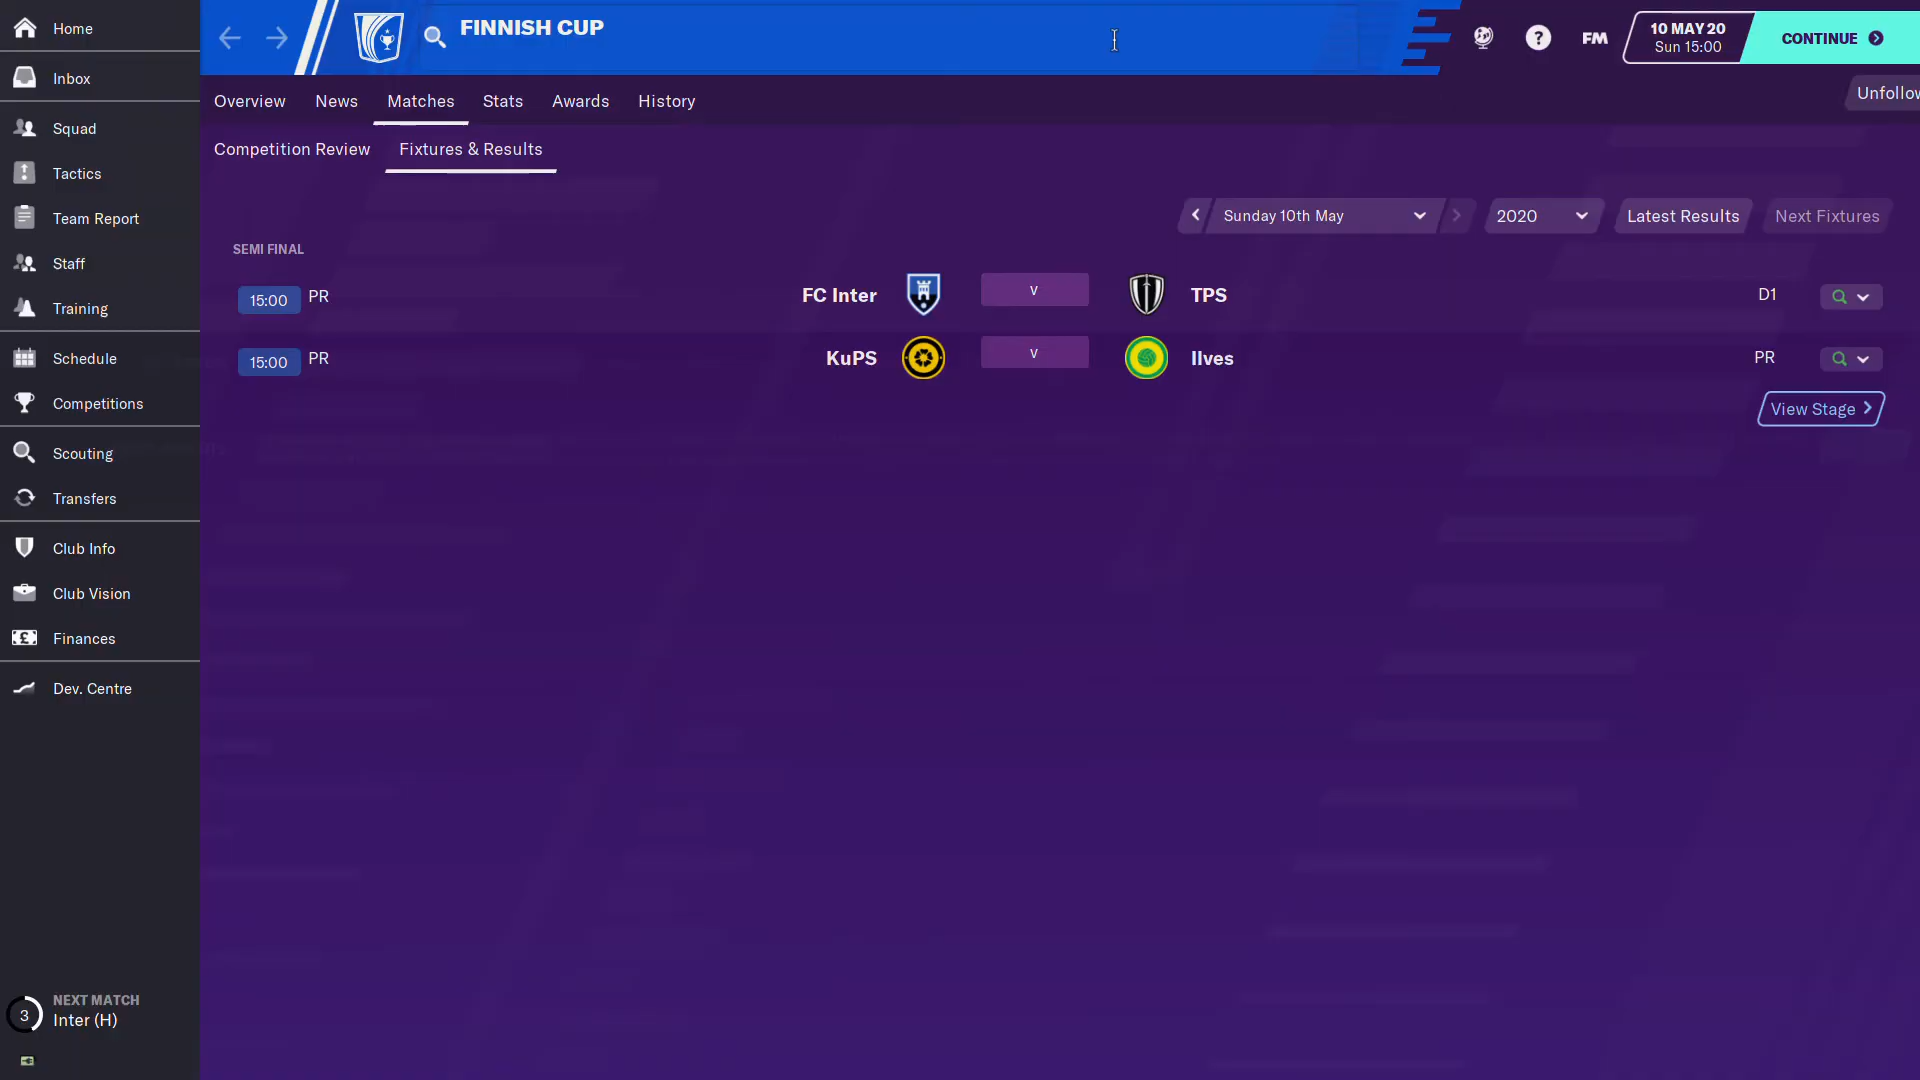 Home
Inbox
Squad
Tactics
Team Report
Staff
Training
Schedule
Competitions
Scouting
Transfers
Club Info
Club Vision
Finances
Dev. Centre
3
NEXT MATCH
Inter (H)
FINNISH CUP
?
FM
10 MAY 20
Sun 15:00
CONTINUE
Overview News Matches Stats Awards History
Unfollow
Competition Review Fixtures & Results
Sunday 10th May 2020 Latest Results Next Fixtures
SEMI FINAL
15:00 PR FC Inter v TPS D1
15:00 PR KuPS v Ilves PR
View Stage